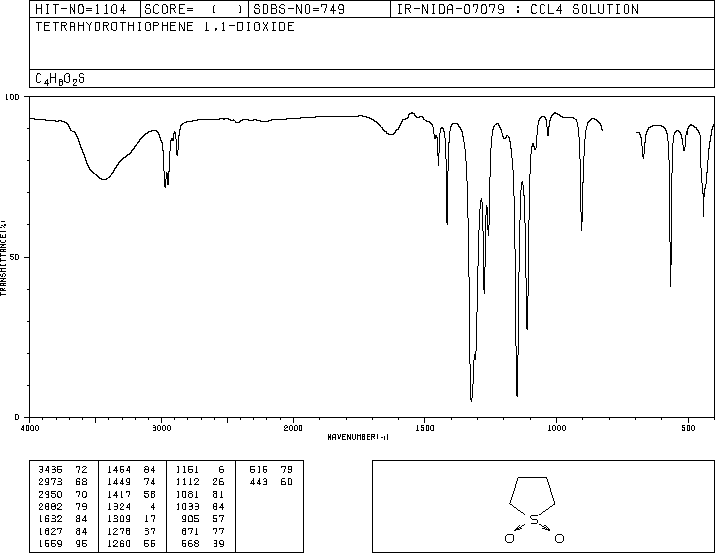 HIT-NO=1104 SCORE= ( ) SDBS-NO=749 IR-NIDA-07079 : CCL4 SOLUTION
TETRAHYDROTHIOPHENE 1,1-DIOXIDE
C4H8O2S
100
50
0
TRANSMITTANCE(%)
4000 3000 2000 1500 1000 500
WAVENUMBER(-1)
3436 72 1464 84 1151 6 516 79
2973 68 1449 74 1112 26 443 60
2950 70 1417 58 1081 81
2882 79 1324 4 1033 84
1632 84 1309 17 905 57
1627 84 1276 37 671 77
1559 95 1260 55 568 39
S
O O